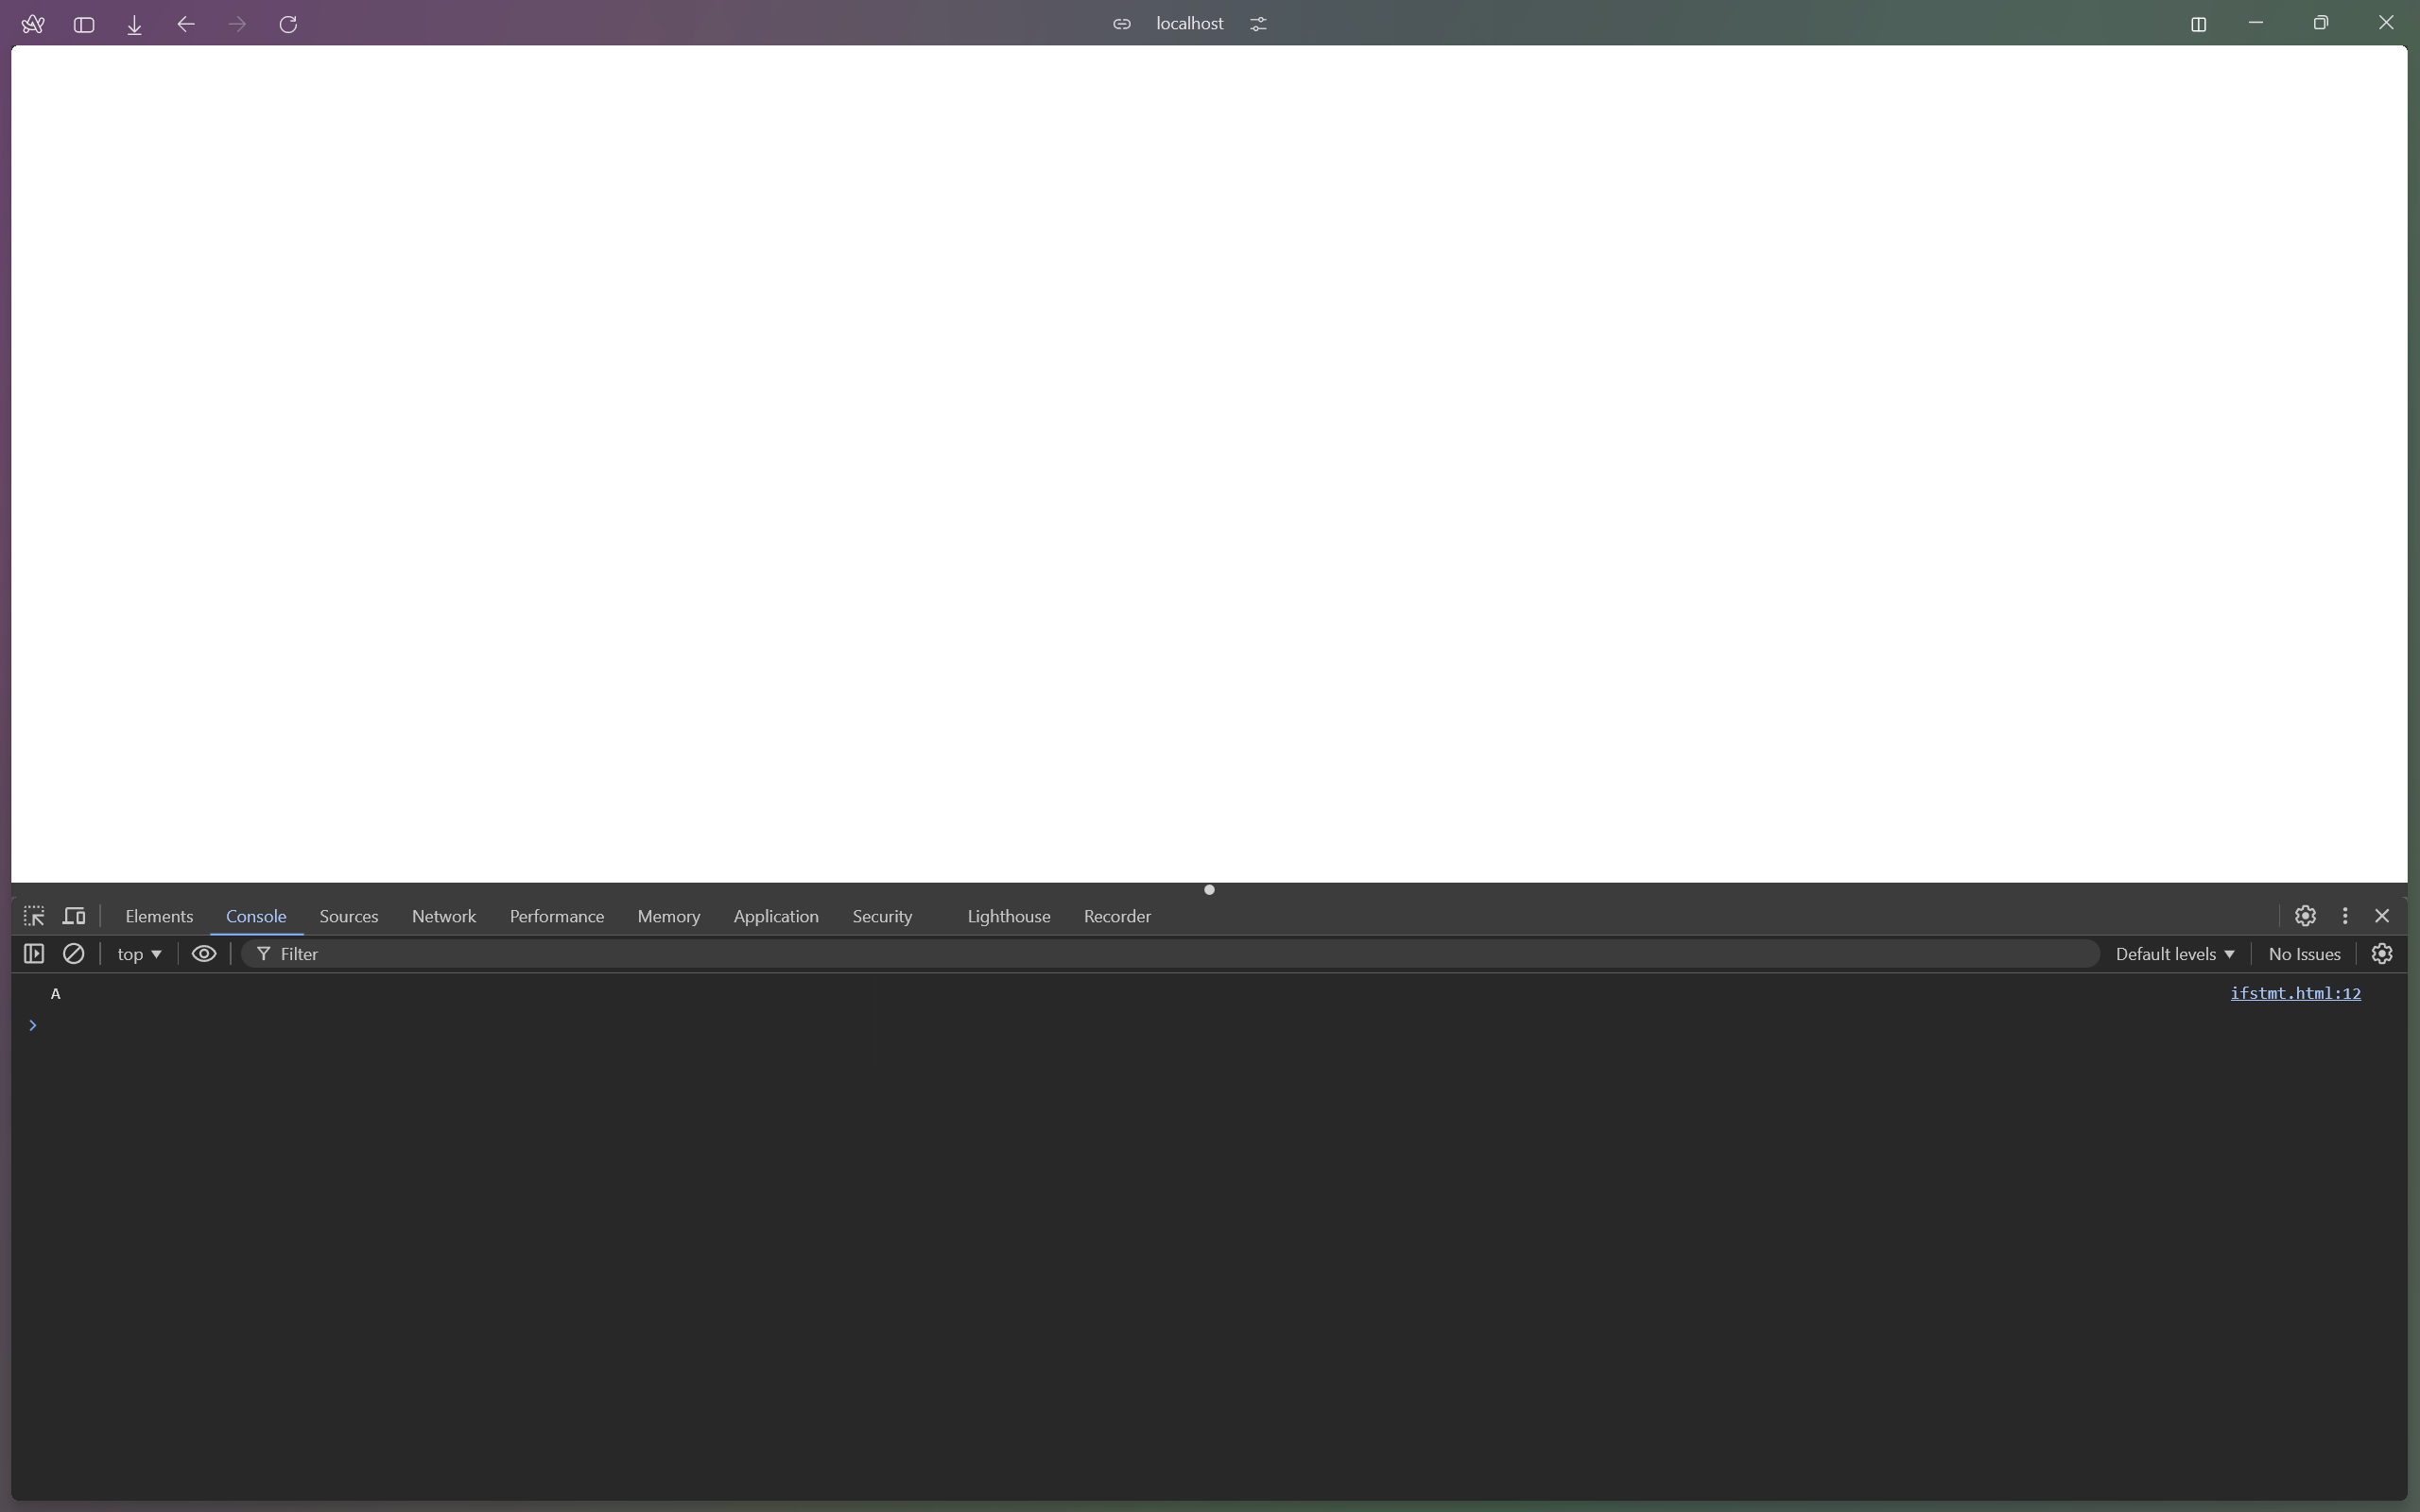 localhost
Elements Console Sources Network Performance Memory Application Security Lighthouse Recorder
top Filter Default levels No Issues
A ifstmt.html:12